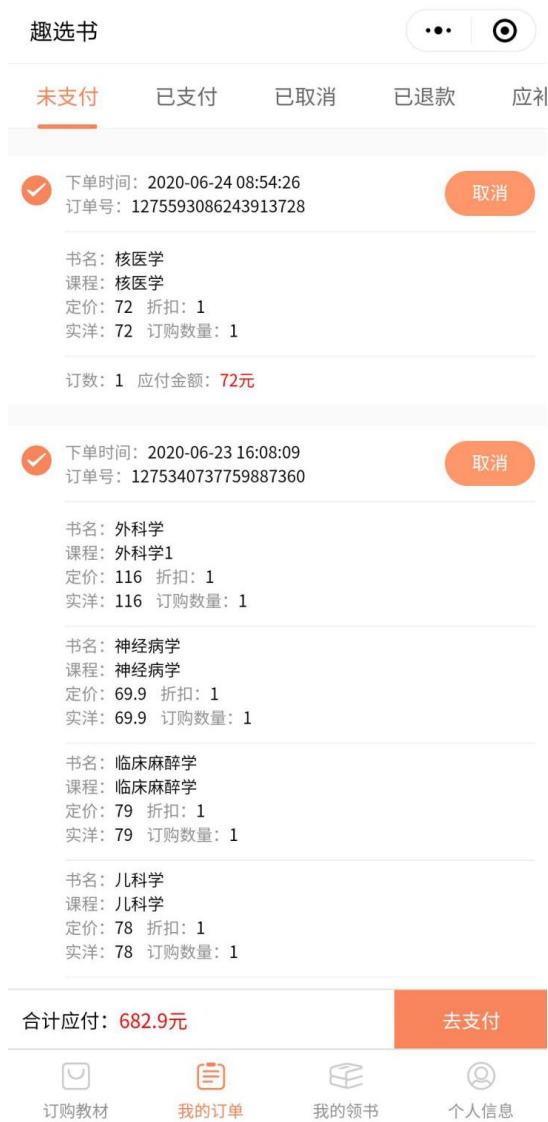 趣选书
未支付 已支付 已取消 已退款 应补
下单时间：2020-06-24 08:54:26
订单号：1275593086243913728
取消
书名：核医学
课程：核医学
定价：72 折扣：1
实洋：72 订购数量：1
订数：1 应付金额：72元
下单时间：2020-06-23 16:08:09
订单号：1275340737759887360
取消
书名：外科学
课程：外科学1
定价：116 折扣：1
实洋：116 订购数量：1
书名：神经病学
课程：神经病学
定价：69.9 折扣：1
实洋：69.9 订购数量：1
书名：临床麻醉学
课程：临床麻醉学
定价：79 折扣：1
实洋：79 订购数量：1
书名：儿科学
课程：儿科学
定价：78 折扣：1
实洋：78 订购数量：1
合计应付：682.9元 去支付
订购教材 我的订单 我的领书 个人信息